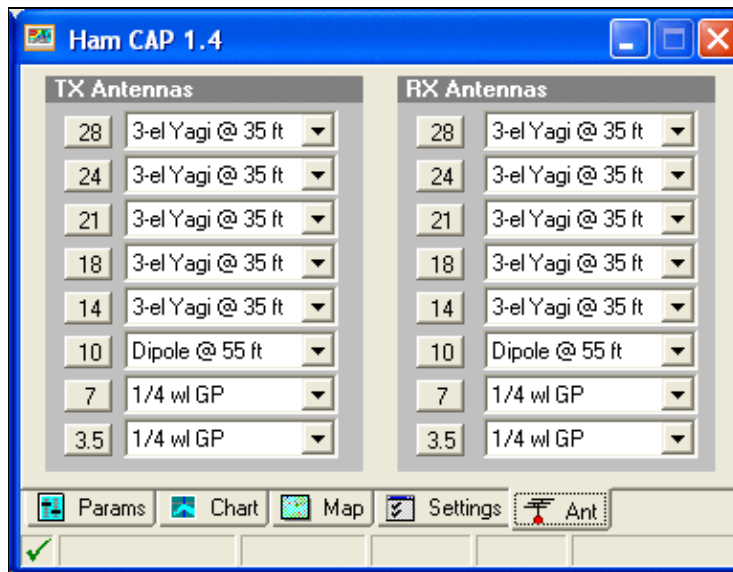 Ham CAP 1.4
TX Antennas RX Antennas
28 3-el Yagi @ 35 ft 28 3-el Yagi @ 35 ft
24 3-el Yagi @ 35 ft 24 3-el Yagi @ 35 ft
21 3-el Yagi @ 35 ft 21 3-el Yagi @ 35 ft
18 3-el Yagi @ 35 ft 18 3-el Yagi @ 35 ft
14 3-el Yagi @ 35 ft 14 3-el Yagi @ 35 ft
10 Dipole @ 55 ft 10 Dipole @ 55 ft
7 1/4 wl GP 7 1/4 wl GP
3.5 1/4 wl GP 3.5 1/4 wl GP
Params Chart Map Settings Ant